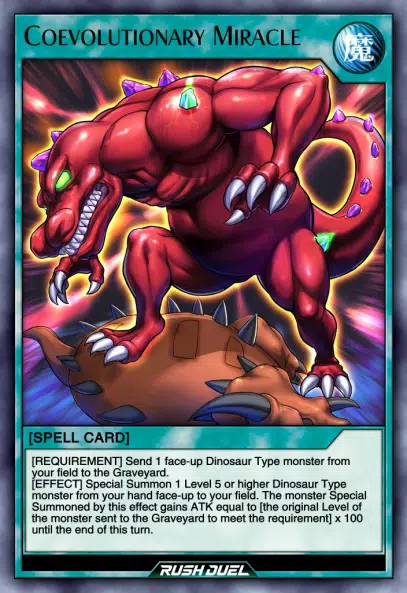 Coevolutionary Miracle
魔
[SPELL CARD]
[REQUIREMENT] Send 1 face-up Dinosaur Type monster from
your field to the Graveyard.
[EFFECT] Special Summon 1 Level 5 or higher Dinosaur Type
monster from your hand face-up to your field. The monster Special
Summoned by this effect gains ATK equal to [the original Level of
the monster sent to the Graveyard to meet the requirement] x 100
until the end of this turn.
RUSH DUEL